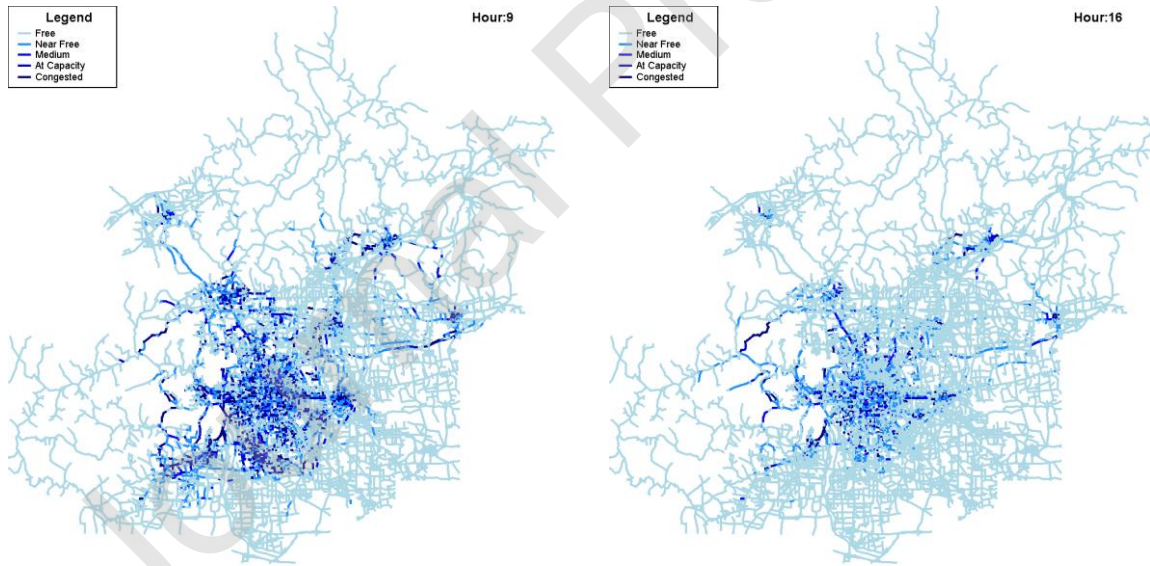 Legend
Free
Near Free
Medium
At Capacity
Congested
Hour:9
Legend
Free
Near Free
Medium
At Capacity
Congested
Hour:16